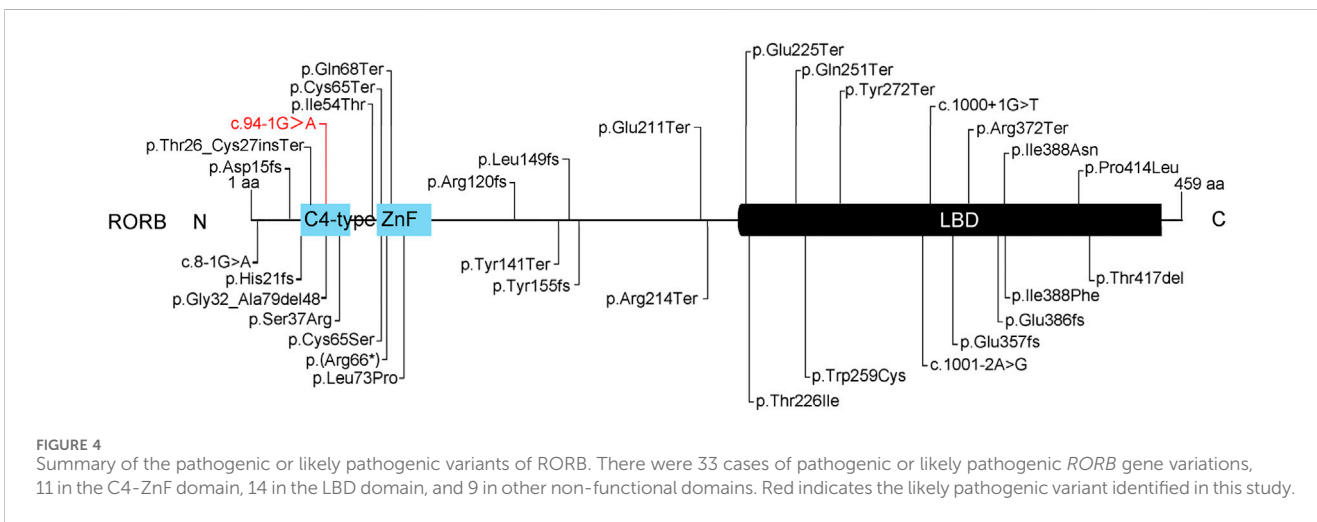 p.Glu225Ter
p.Gln68Ter
p.Gln251Ter
p.Cys65Ter
p.Tyr272Ter
p.Ile54Thr
c.1000+1G>T
c.94-1G>A
p.Glu211Ter
p.Arg372Ter
p.Thr26_Cys27insTer
p.Leu149fs
p.Ile388Asn
p.Asp15fs
p.Arg120fs
p.Pro414Leu
1 aa
459 aa
RORB N C4-type ZnF LBD C
c.8-1G>A
p.Tyr141Ter
p.His21fs
p.Thr417del
p.Tyr155fs
p.Gly32_Ala79del48
p.Arg214Ter
p.Ile388Phe
p.Ser37Arg
p.Glu386fs
p.Cys65Ser
p.Glu357fs
p.(Arg66*)
c.1001-2A>G
p.Leu73Pro
p.Trp259Cys
p.Thr226Ile
FIGURE 4
Summary of the pathogenic or likely pathogenic variants of RORB. There were 33 cases of pathogenic or likely pathogenic RORB gene variations,
11 in the C4-ZnF domain, 14 in the LBD domain, and 9 in other non-functional domains. Red indicates the likely pathogenic variant identified in this study.